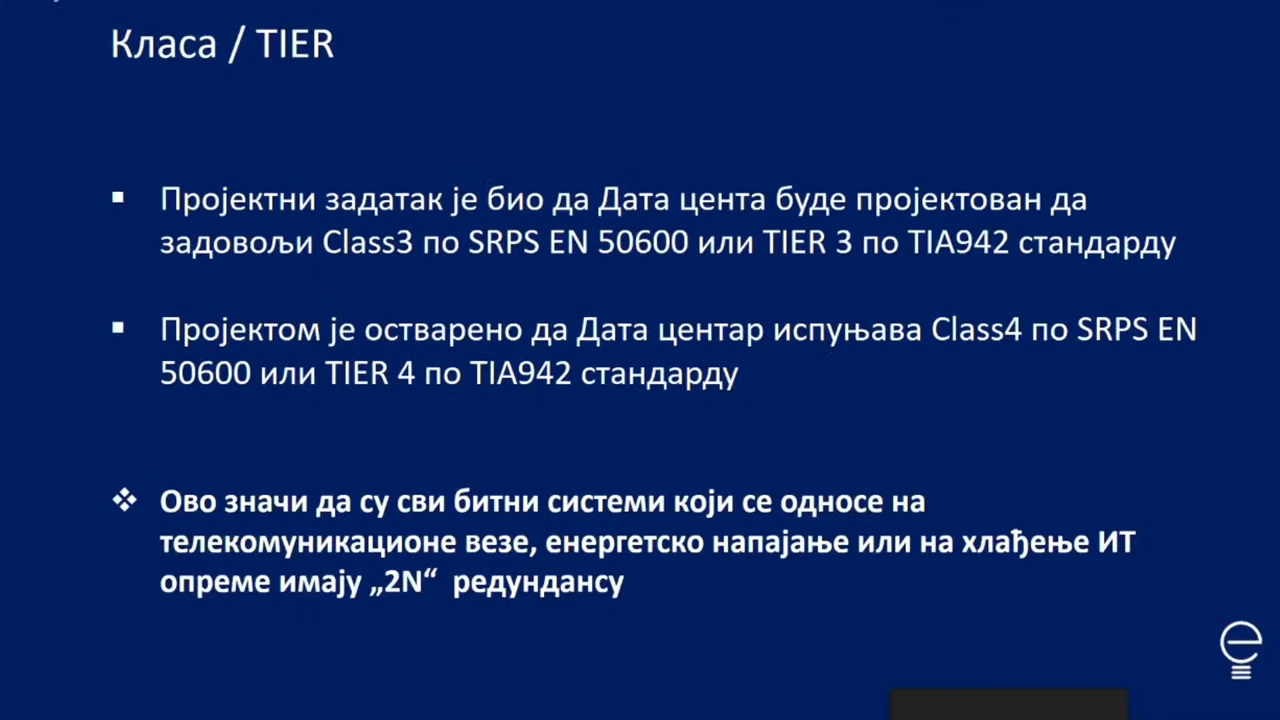 Класа / TIER
Пројектни задатак је био да Дата цента буде пројектован да
задовољи Class3 по SRPS EN 50600 или TIER 3 по TIA942 стандарду
Пројектом је остварено да Дата центар испуњава Class4 по SRPS EN
50600 или TIER 4 по TIA942 стандарду
Ово значи да су сви битни системи који се односе на
телекомуникационе везе, енергетско напајање или на хлађење ИТ
опреме имају „2N“ редундансу